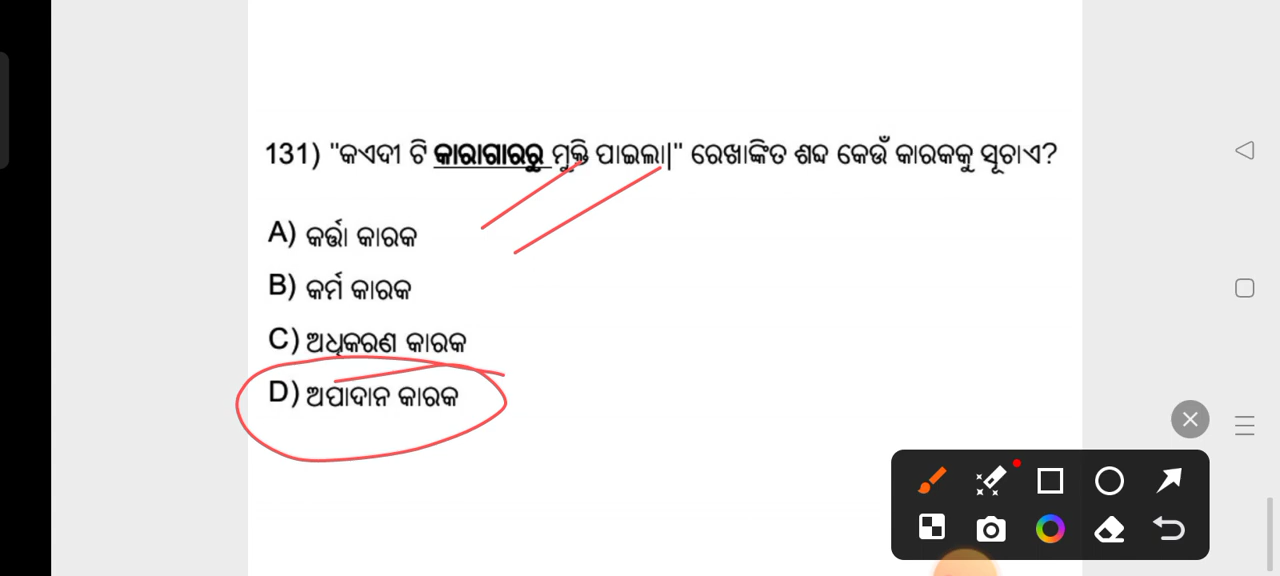 131) "କଏଦୀ ଟି କାରାଗାରରୁ ମୁକ୍ତି ପାଇଲା|" ରେଖାଙ୍କିତ ଶବ୍ଦ କେଉଁ କାରକକୁ ସୂଚାଏ?
A) କର୍ତ୍ତା କାରକ
B) କର୍ମ କାରକ
C) ଅଧିକରଣ କାରକ
D) ଅପାଦାନ କାରକ